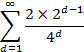 ∑_{d=1}^{∞} (2 × 2^{d−1}) / 4^{d}